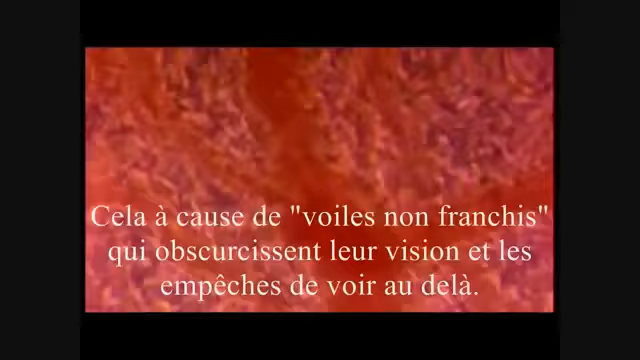 Cela à cause de "voiles non franchis"
qui obscurcissent leur vision et les
empêches de voir au delà.